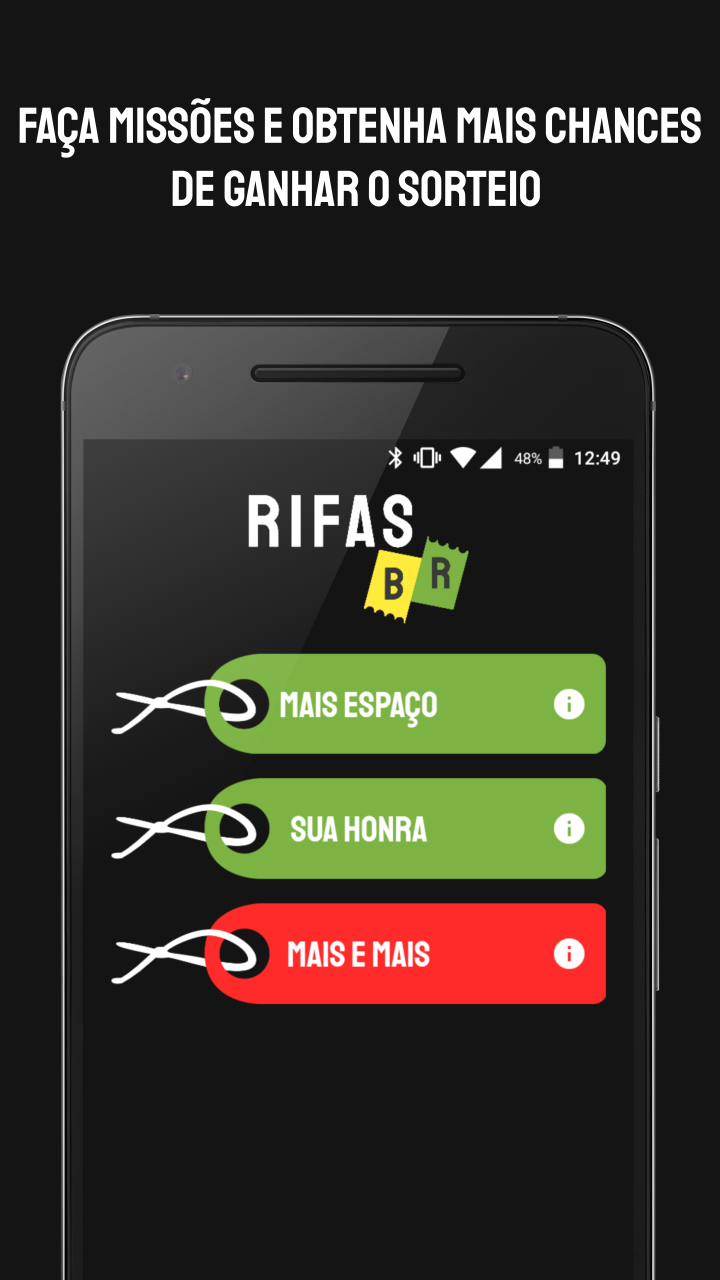 FAÇA MISSÕES E OBTENHA MAIS CHANCES
DE GANHAR O SORTEIO
48% 12:49
RIFAS
B R
MAIS ESPAÇO
SUA HONRA
MAIS E MAIS